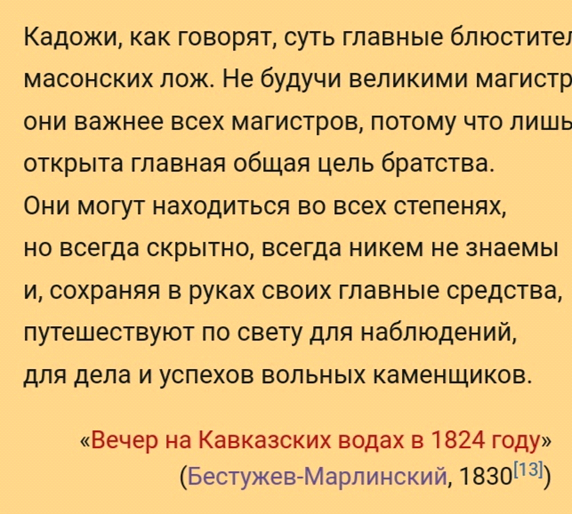 Кадожи, как говорят, суть главные блюстител
масонских лож. Не будучи великими магистр
они важнее всех магистров, потому что лишь
открыта главная общая цель братства.
Они могут находиться во всех степенях,
но всегда скрытно, всегда никем не знаемы
и, сохраняя в руках своих главные средства,
путешествуют по свету для наблюдений,
для дела и успехов вольных каменщиков.
«Вечер на Кавказских водах в 1824 году»
(Бестужев-Марлинский, 1830[13])